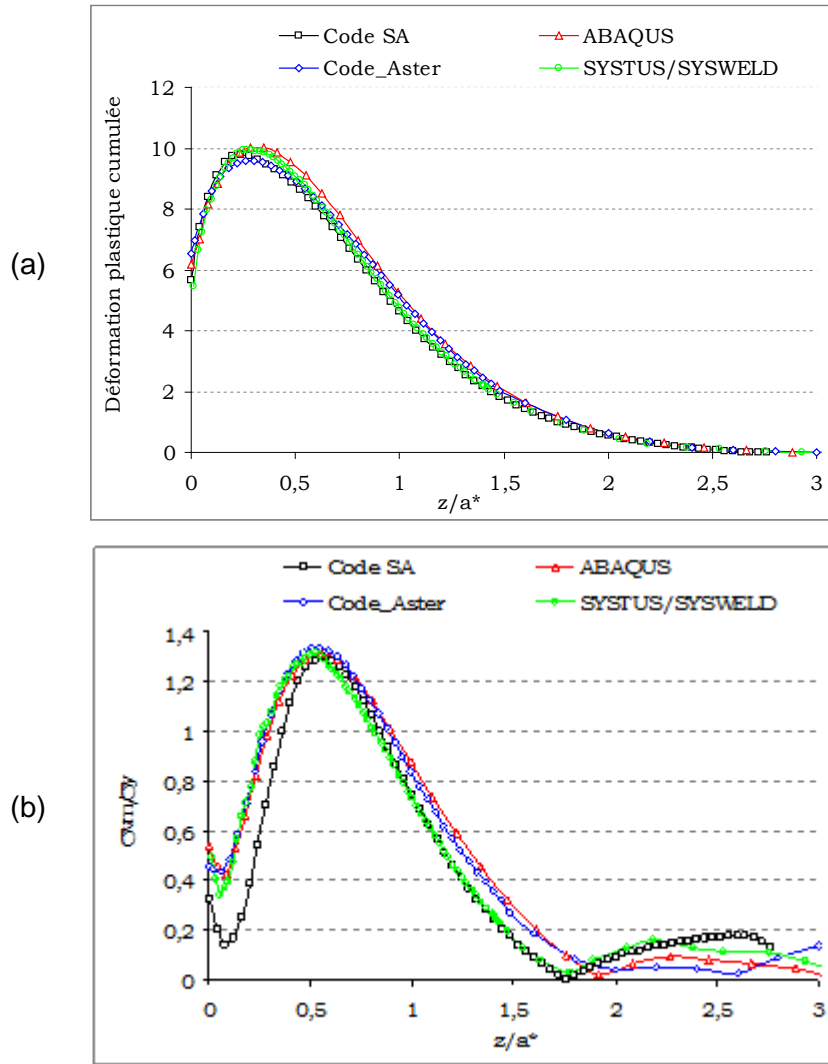 (a)
Code SA ABAQUS
Code_Aster SYSTUS/SYSWELD
Déformation plastique cumulée
12
10
8
6
4
2
0
0 0,5 1 1,5 2 2,5 3
z/a*
(b)
Code SA ABAQUS
Code_Aster SYSTUS/SYSWELD
σvm/σy
1,4
1,2
1
0,8
0,6
0,4
0,2
0
0 0,5 1 1,5 2 2,5 3
z/a*